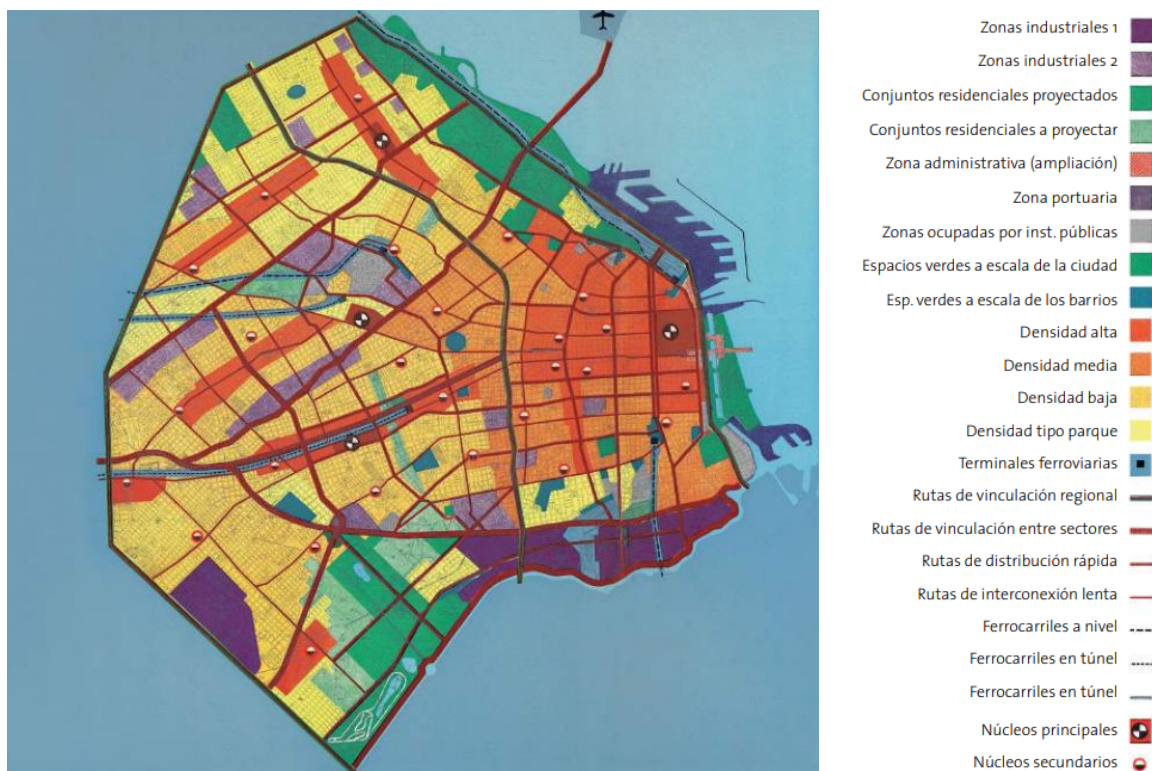 Zonas industriales 1
Zonas industriales 2
Conjuntos residenciales proyectados
Conjuntos residenciales a proyectar
Zona administrativa (ampliación)
Zona portuaria
Zonas ocupadas por inst. públicas
Espacios verdes a escala de la ciudad
Esp. verdes a escala de los barrios
Densidad alta
Densidad media
Densidad baja
Densidad tipo parque
Terminales ferroviarias
Rutas de vinculación regional
Rutas de vinculación entre sectores
Rutas de distribución rápida
Rutas de interconexión lenta
Ferrocarriles a nivel
Ferrocarriles en túnel
Ferrocarriles en túnel
Núcleos principales
Núcleos secundarios